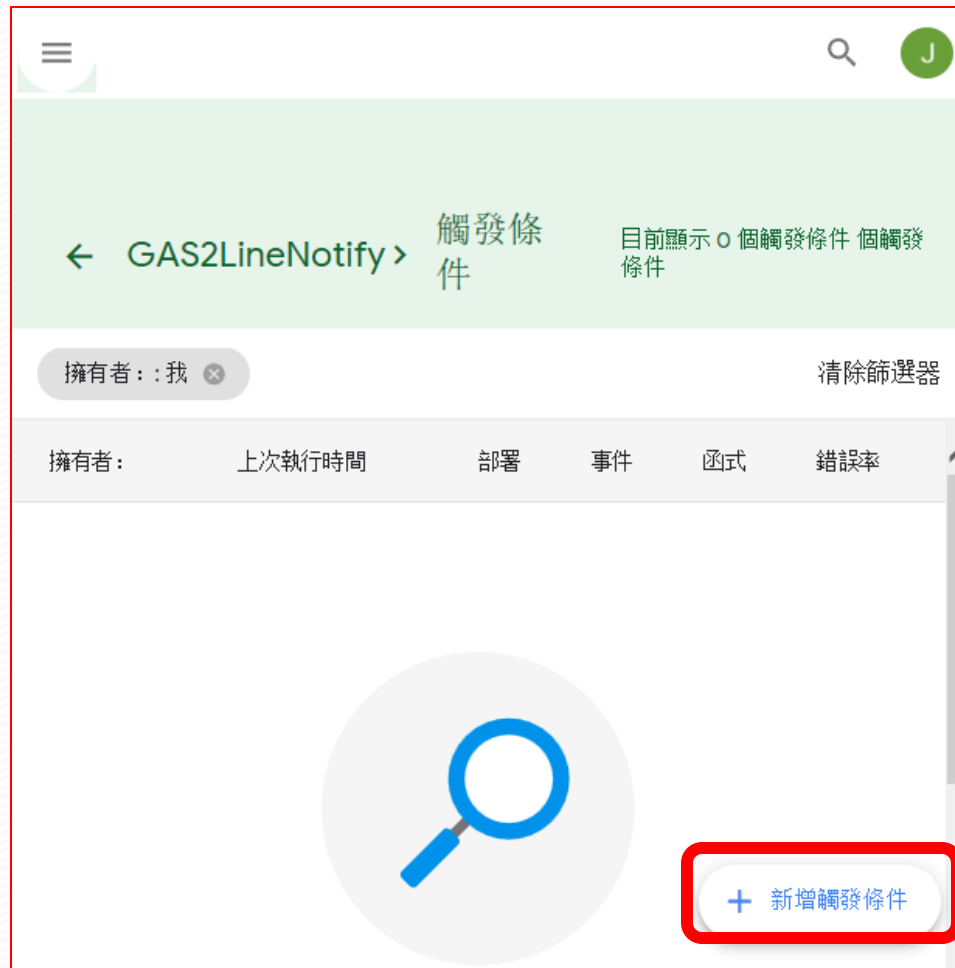 J
GAS2LineNotify >
觸發條
件
目前顯示 0 個觸發條件 個觸發
條件
擁有者：: 我
清除篩選器
擁有者： 上次執行時間 部署 事件 函式 錯誤率
+ 新增觸發條件